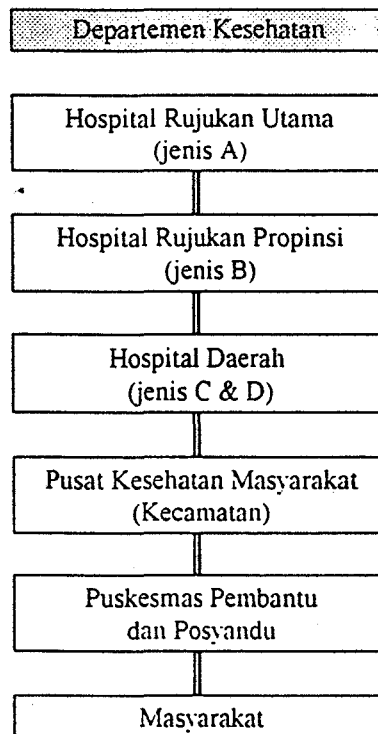 Departemen Kesehatan
Hospital Rujukan Utama
(jenis A)
Hospital Rujukan Propinsi
(jenis B)
Hospital Daerah
(jenis C & D)
Pusat Kesehatan Masyarakat
(Kecamatan)
Puskesmas Pembantu
dan Posyandu
Masyarakat